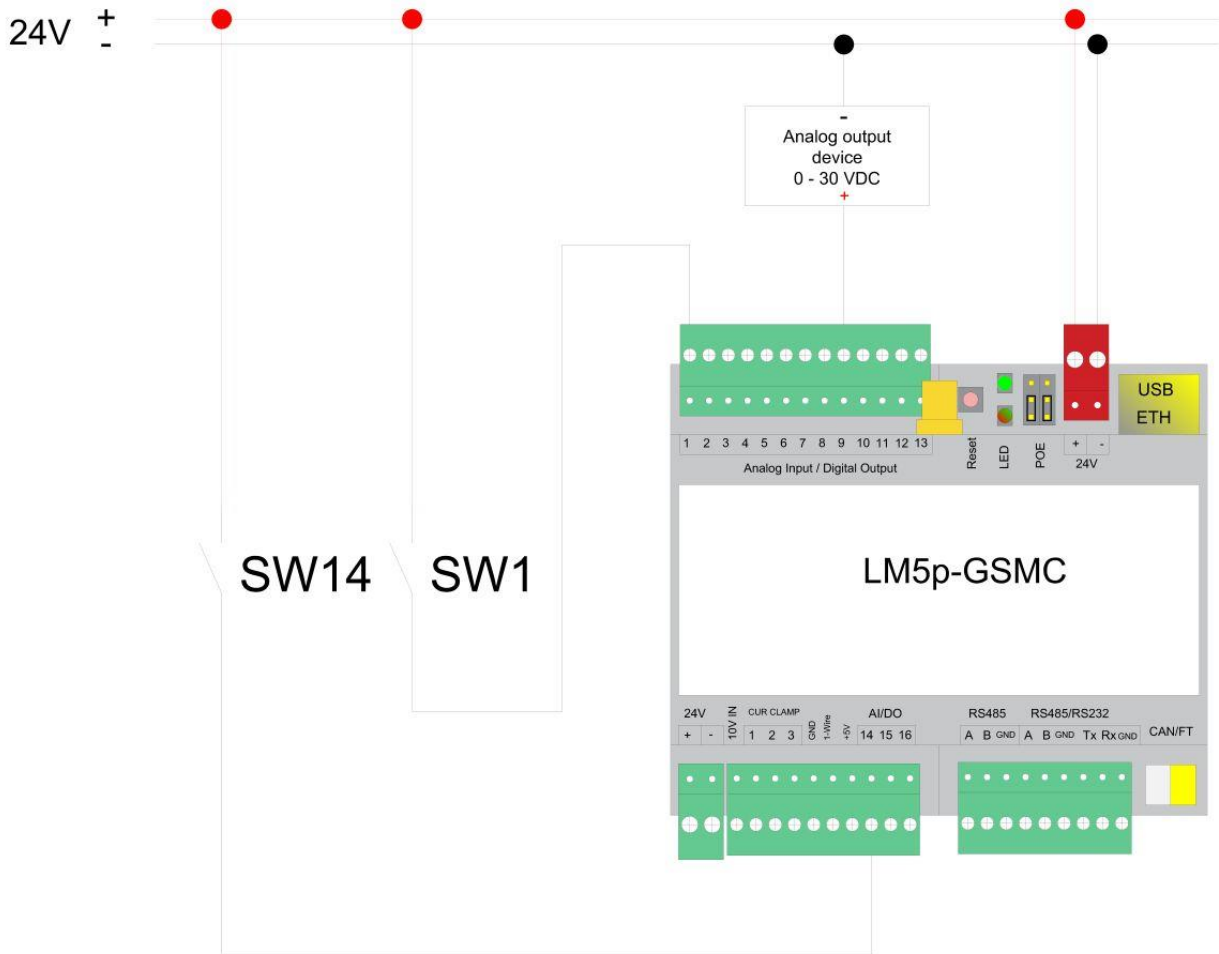 24V + -
-
Analog output
device
0 - 30 VDC
+
USB
ETH
1 2 3 4 5 6 7 8 9 10 11 12 13
Analog Input / Digital Output
Reset
LED
POE
+ -
24V
SW14
SW1
LM5p-GSMC
24V
+ -
10V IN
CUR CLAMP
1 2 3
GND
1-Wire
+5V
AI/DO
14 15 16
RS485
A B GND
RS485/RS232
A B GND Tx Rx GND
CAN/FT